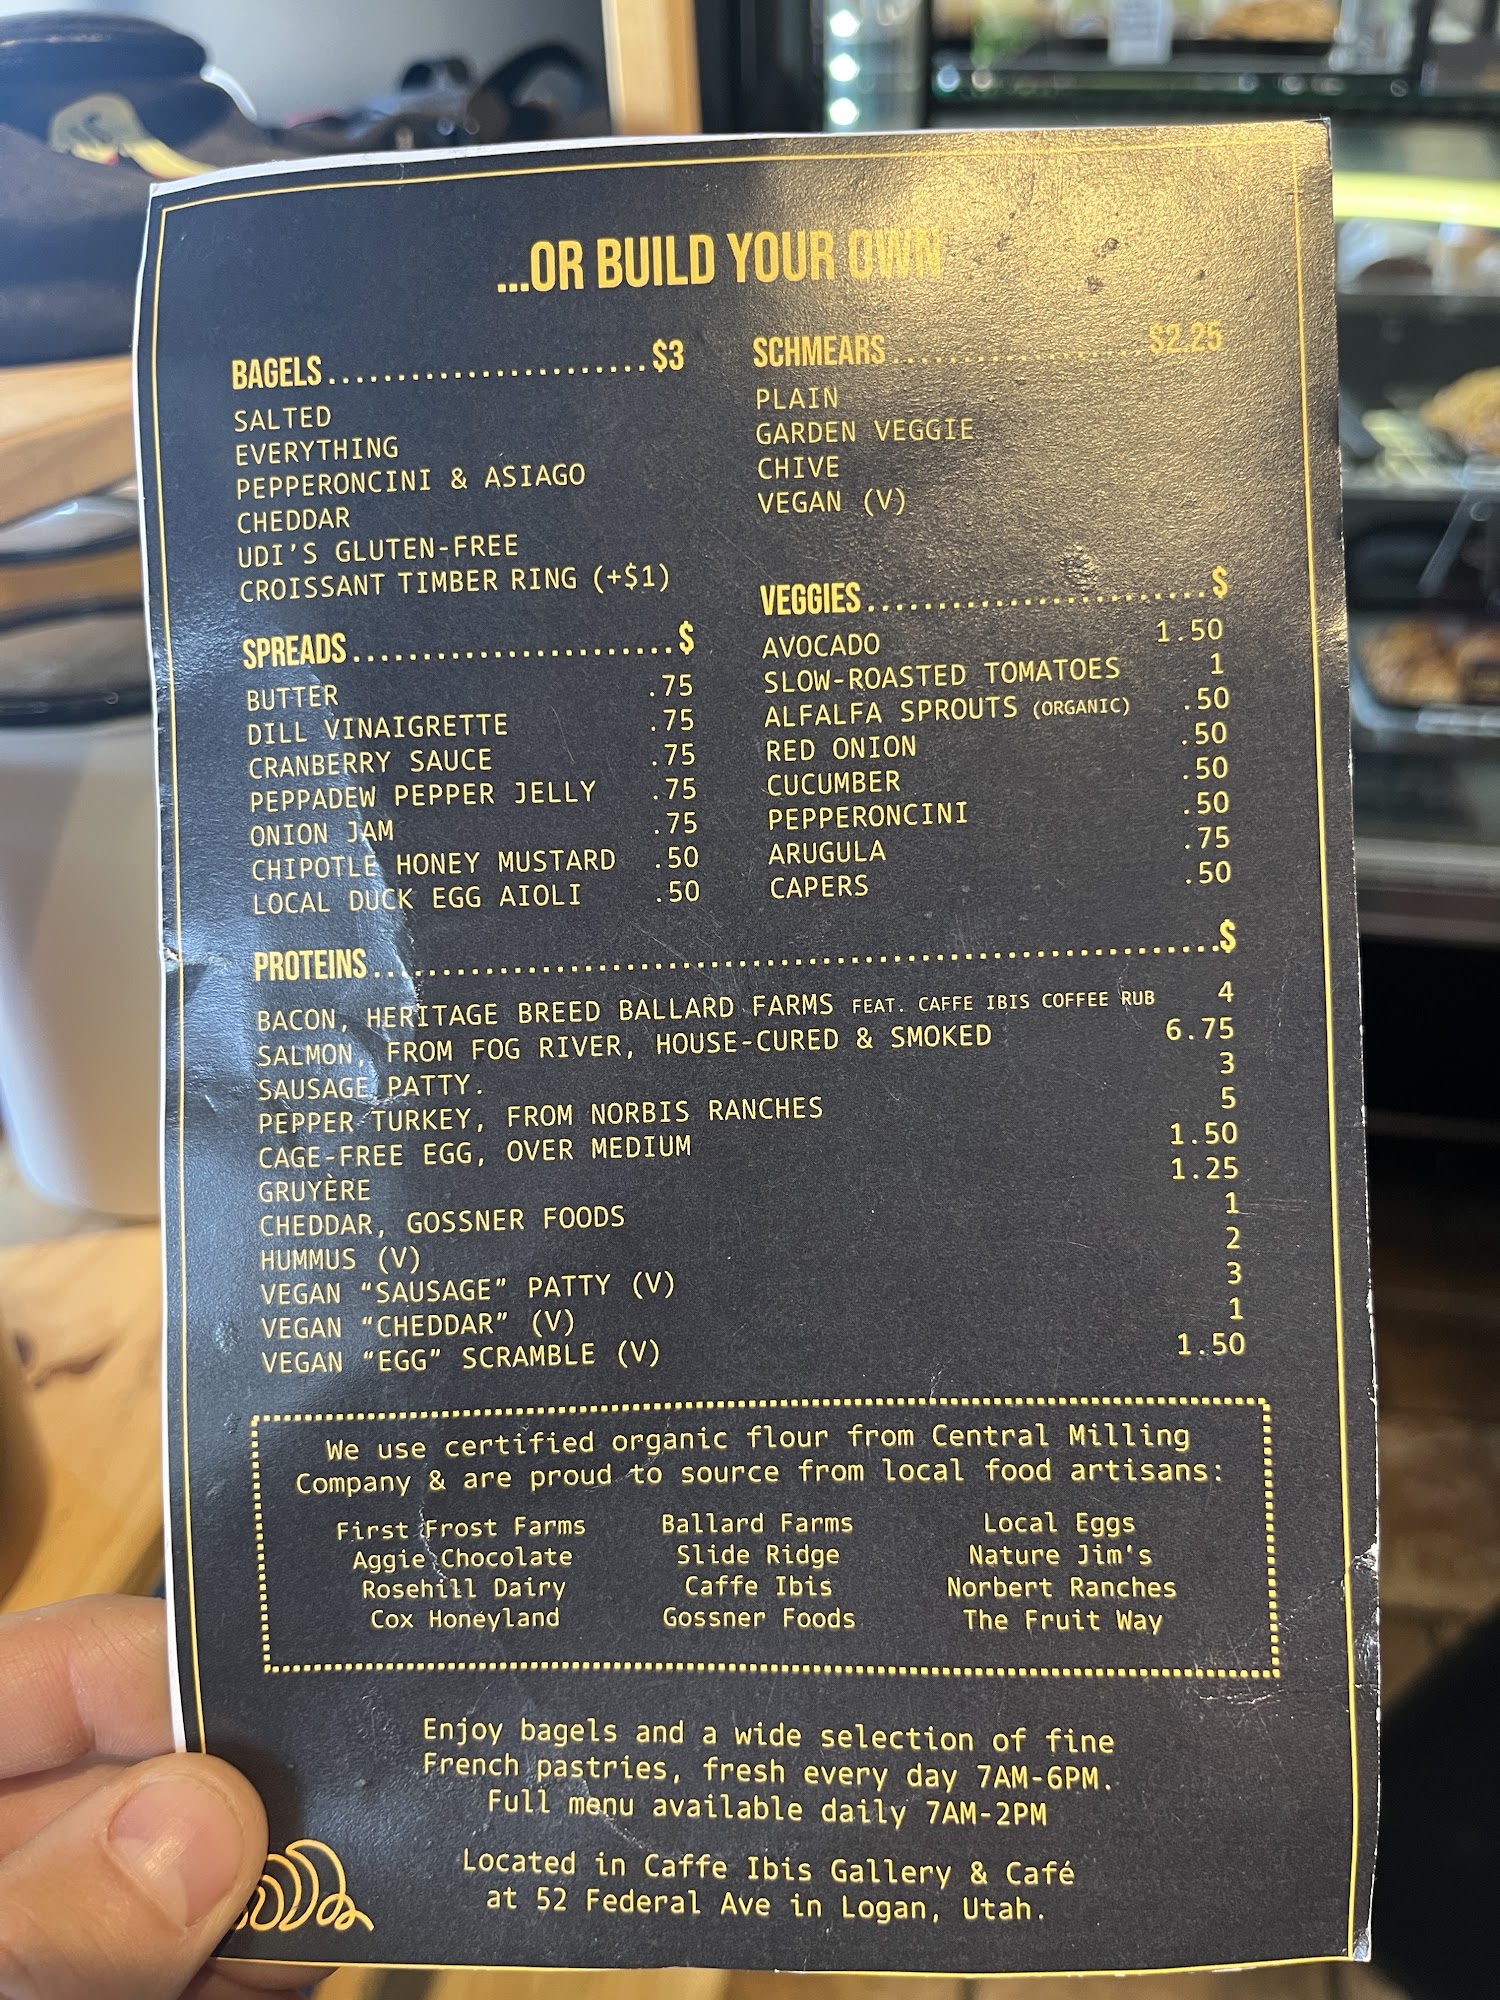 ...OR BUILD YOUR OWN
BAGELS.......................$3
SALTED
EVERYTHING
PEPPERONCINI & ASIAGO
CHEDDAR
UDI'S GLUTEN-FREE
CROISSANT TIMBER RING (+$1)
SPREADS.......................$
BUTTER .75
DILL VINAIGRETTE .75
CRANBERRY SAUCE .75
PEPPADEW PEPPER JELLY .75
ONION JAM .75
CHIPOTLE HONEY MUSTARD .50
LOCAL DUCK EGG AIOLI .50
SCHMEARS..................$2.25
PLAIN
GARDEN VEGGIE
CHIVE
VEGAN (V)
VEGGIES........................$
AVOCADO 1.50
SLOW-ROASTED TOMATOES 1
ALFALFA SPROUTS (ORGANIC) .50
RED ONION .50
CUCUMBER .50
PEPPERONCINI .50
ARUGULA .75
CAPERS .50
PROTEINS............................................................$
BACON, HERITAGE BREED BALLARD FARMS FEAT. CAFFE IBIS COFFEE RUB 4
SALMON, FROM FOG RIVER, HOUSE-CURED & SMOKED 6.75
SAUSAGE PATTY. 3
PEPPER TURKEY, FROM NORBIS RANCHES 5
CAGE-FREE EGG, OVER MEDIUM 1.50
GRUYÈRE 1.25
CHEDDAR, GOSSNER FOODS 1
HUMMUS (V) 2
VEGAN "SAUSAGE" PATTY (V) 3
VEGAN "CHEDDAR" (V) 1
VEGAN "EGG" SCRAMBLE (V) 1.50
We use certified organic flour from Central Milling
Company & are proud to source from local food artisans:
First Frost Farms
Aggie Chocolate
Rosehill Dairy
Cox Honeyland
Ballard Farms
Slide Ridge
Caffe Ibis
Gossner Foods
Local Eggs
Nature Jim's
Norbert Ranches
The Fruit Way
Enjoy bagels and a wide selection of fine
French pastries, fresh every day 7AM-6PM.
Full menu available daily 7AM-2PM
Located in Caffe Ibis Gallery & Café
at 52 Federal Ave in Logan, Utah.